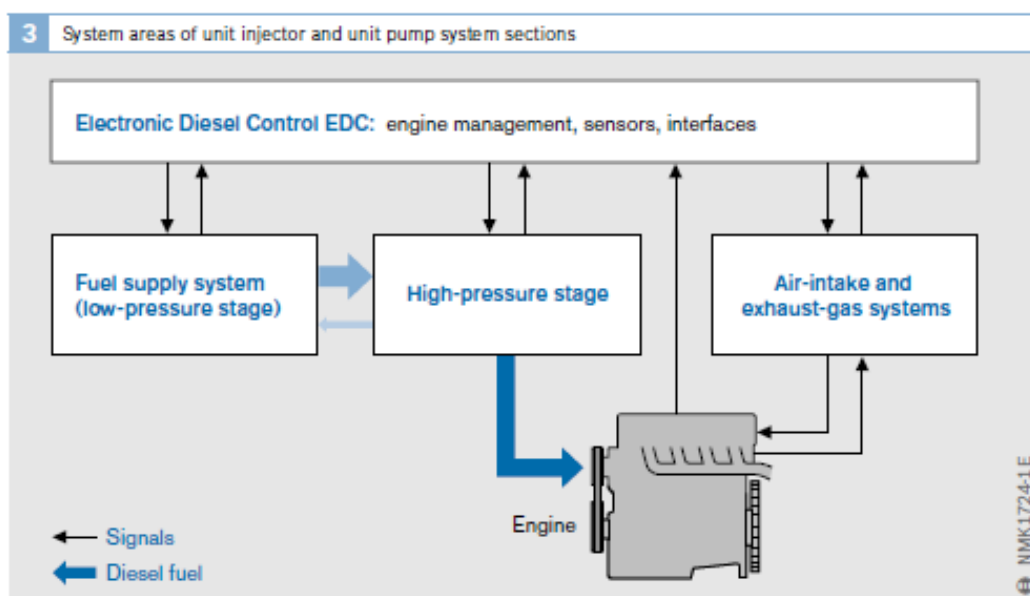 3 System areas of unit injector and unit pump system sections
Electronic Diesel Control EDC: engine management, sensors, interfaces
Fuel supply system
(low-pressure stage)
High-pressure stage
Air-intake and
exhaust-gas systems
Engine
Signals
Diesel fuel
NMK1724-1E